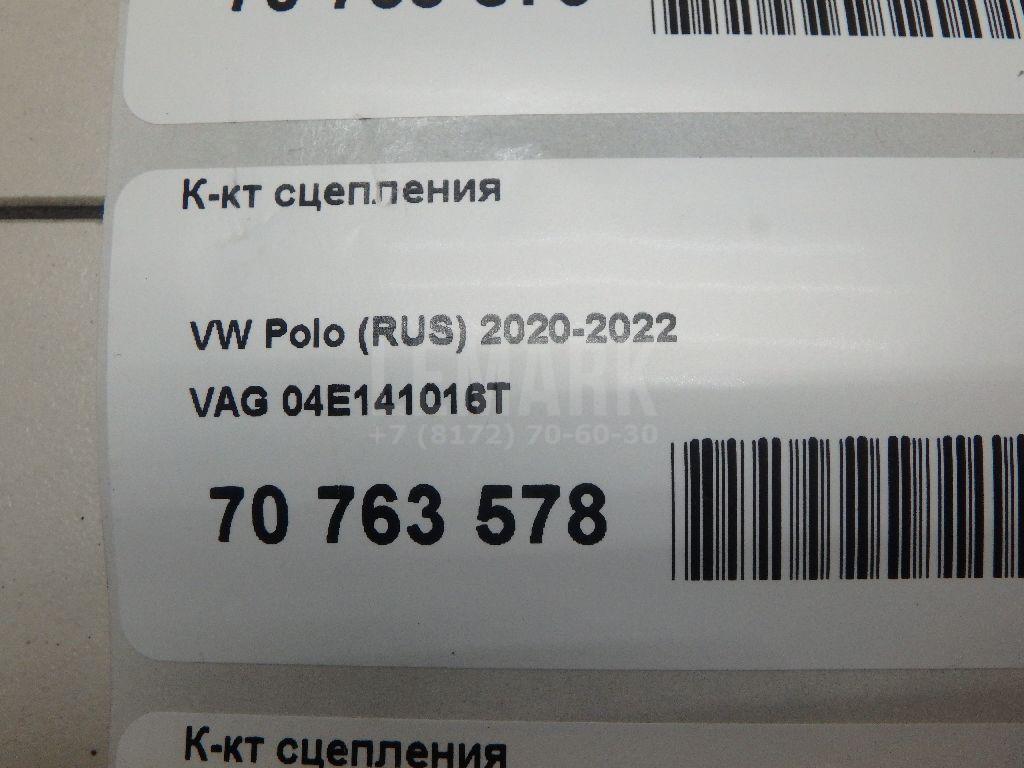 К-кт сцепления
VW Polo (RUS) 2020-2022
VAG 04E141016T
LEMARK
+7 (8172) 70-60-30
70 763 578
К-кт сцепления